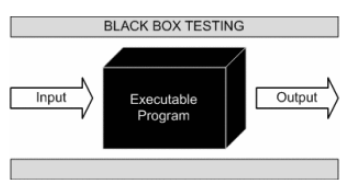 BLACK BOX TESTING
Input
Executable
Program
Output